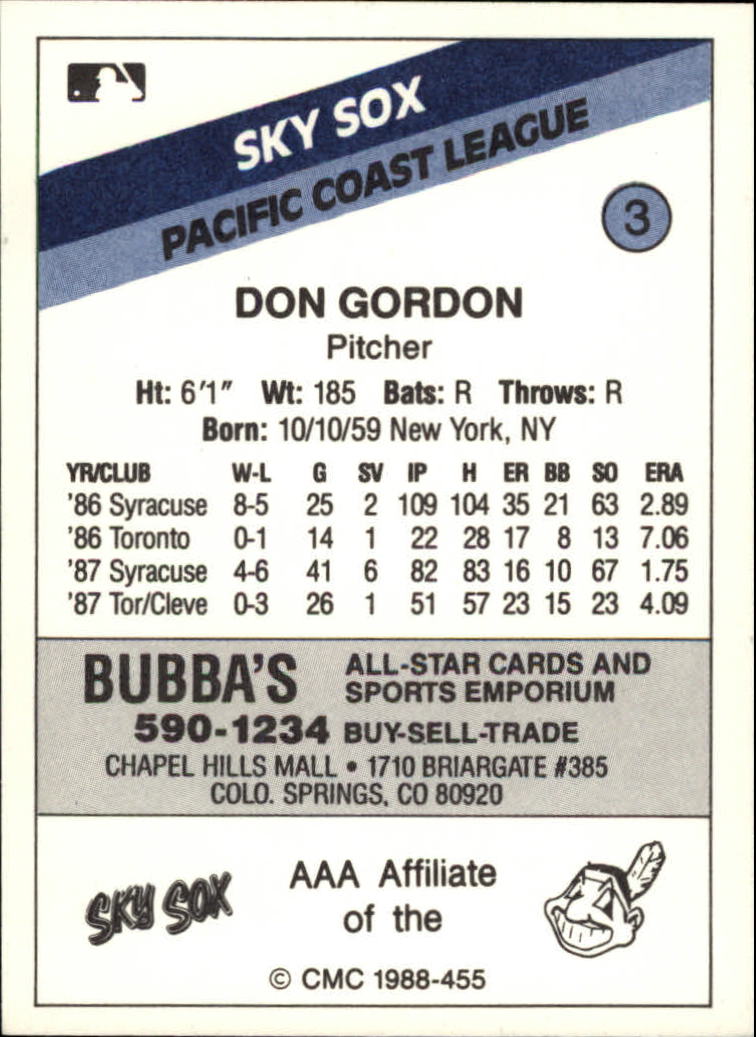 SKY SOX
PACIFIC COAST LEAGUE
3
DON GORDON
Pitcher
Ht: 6'1" Wt: 185 Bats: R Throws: R
Born: 10/10/59 New York, NY
YR/CLUB W-L G SV IP H ER BB SO ERA
'86 Syracuse 8-5 25 2 109 104 35 21 63 2.89
'86 Toronto 0-1 14 1 22 28 17 8 13 7.06
'87 Syracuse 4-6 41 6 82 83 16 10 67 1.75
'87 Tor/Cleve 0-3 26 1 51 57 23 15 23 4.09
BUBBA'S ALL-STAR CARDS AND
SPORTS EMPORIUM
590-1234 BUY-SELL-TRADE
CHAPEL HILLS MALL • 1710 BRIARGATE #385
COLO. SPRINGS, CO 80920
SKY SOX
AAA Affiliate
of the
© CMC 1988-455